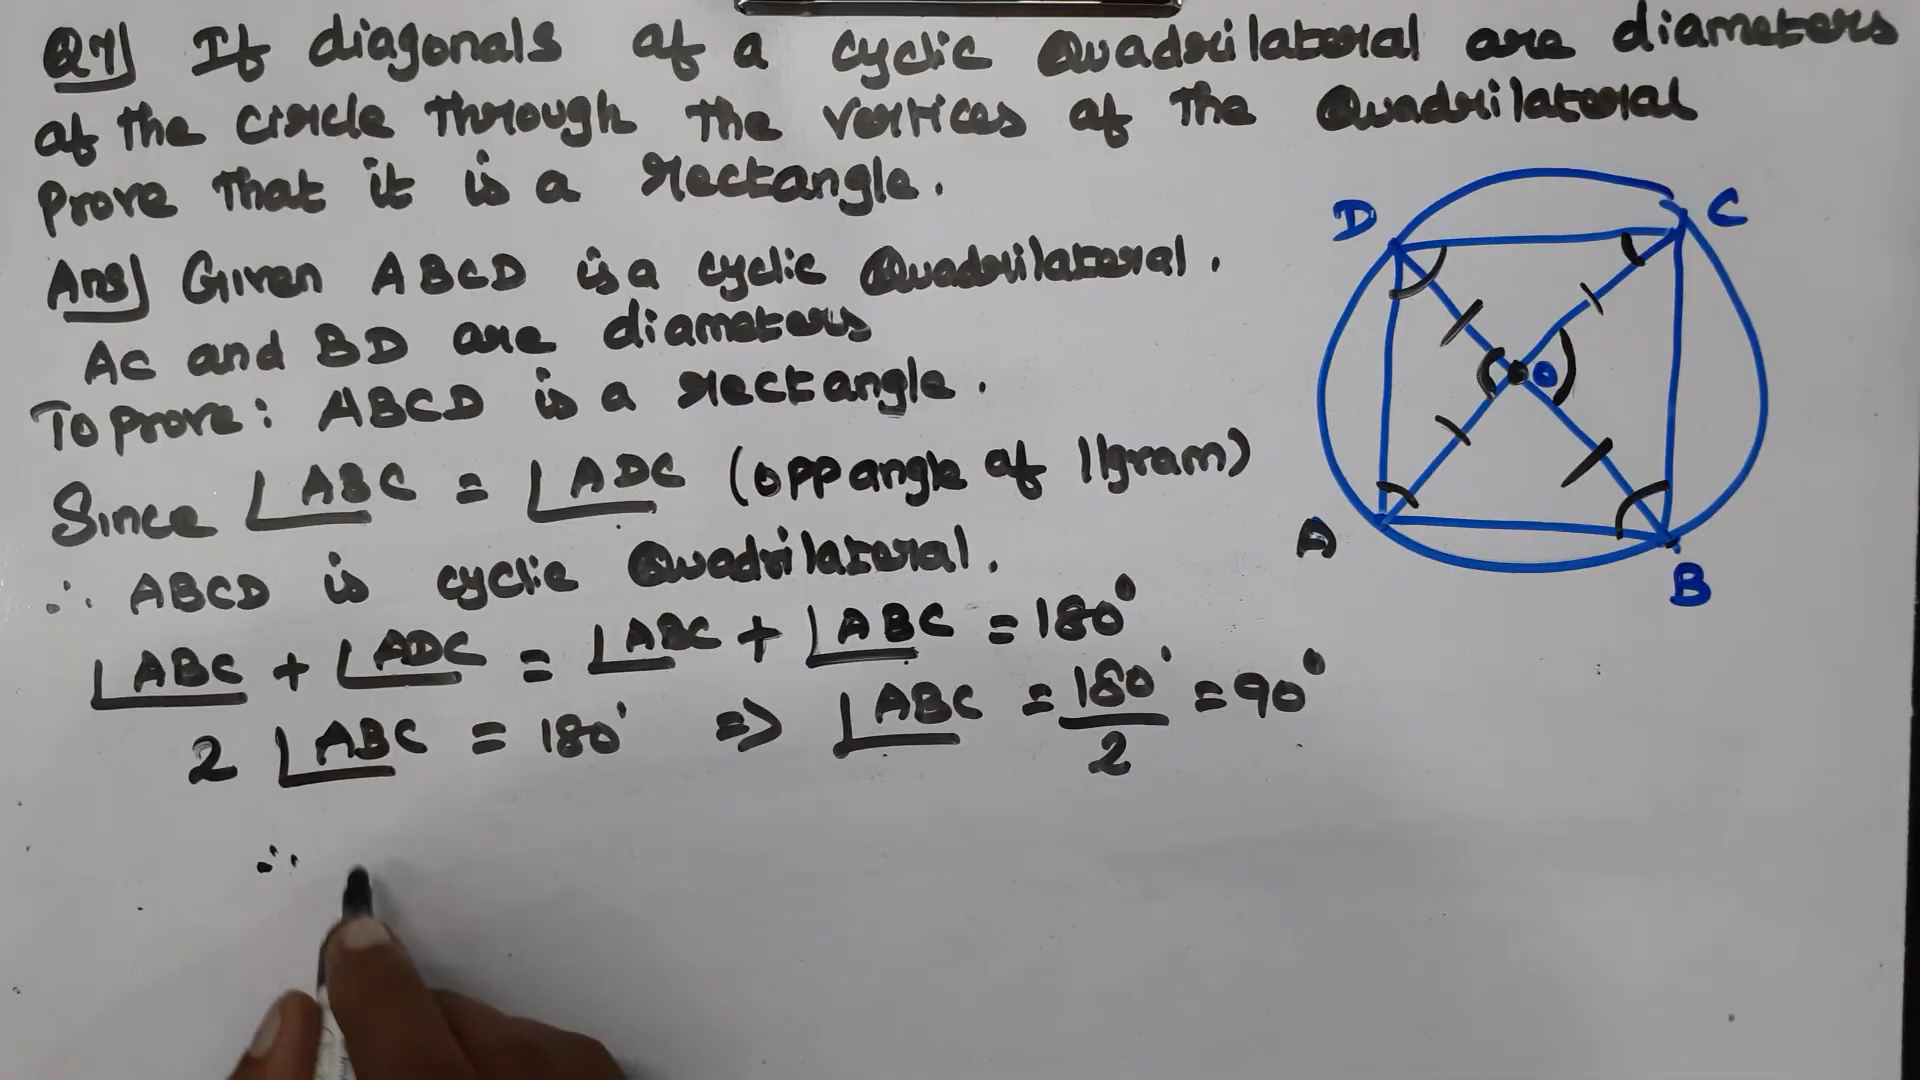 Q7] If diagonals of a cyclic Quadrilateral are diameters
of the circle through the vertices of the Quadrilateral
Prove that it is a rectangle.
Ans] Given ABCD is a cyclic Quadrilateral.
AC and BD are diameters
To prove: ABCD is a rectangle.
Since ∠ABC = ∠ADC (opp angle of ||gram)
∴ ABCD is cyclic Quadrilateral.
∠ABC + ∠ADC = ∠ABC + ∠ABC = 180°
2 ∠ABC = 180° => ∠ABC = 180°/2 = 90°
∴
D C
O
A
B